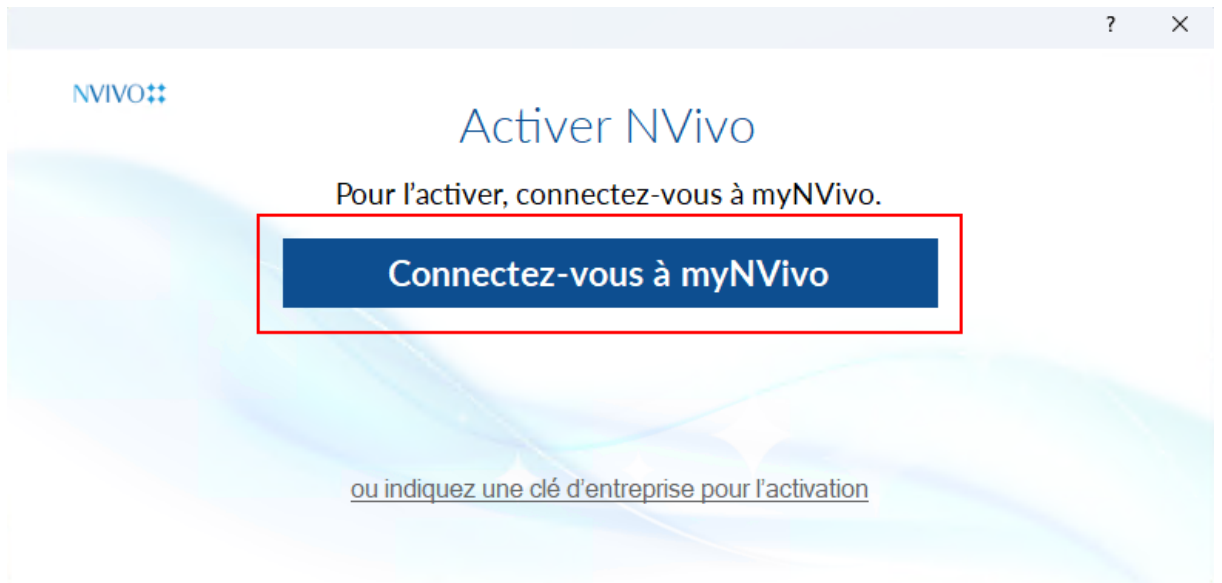 ? ×
NVIVO
Activer NVivo
Pour l’activer, connectez-vous à myNVivo.
Connectez-vous à myNVivo
ou indiquez une clé d’entreprise pour l’activation